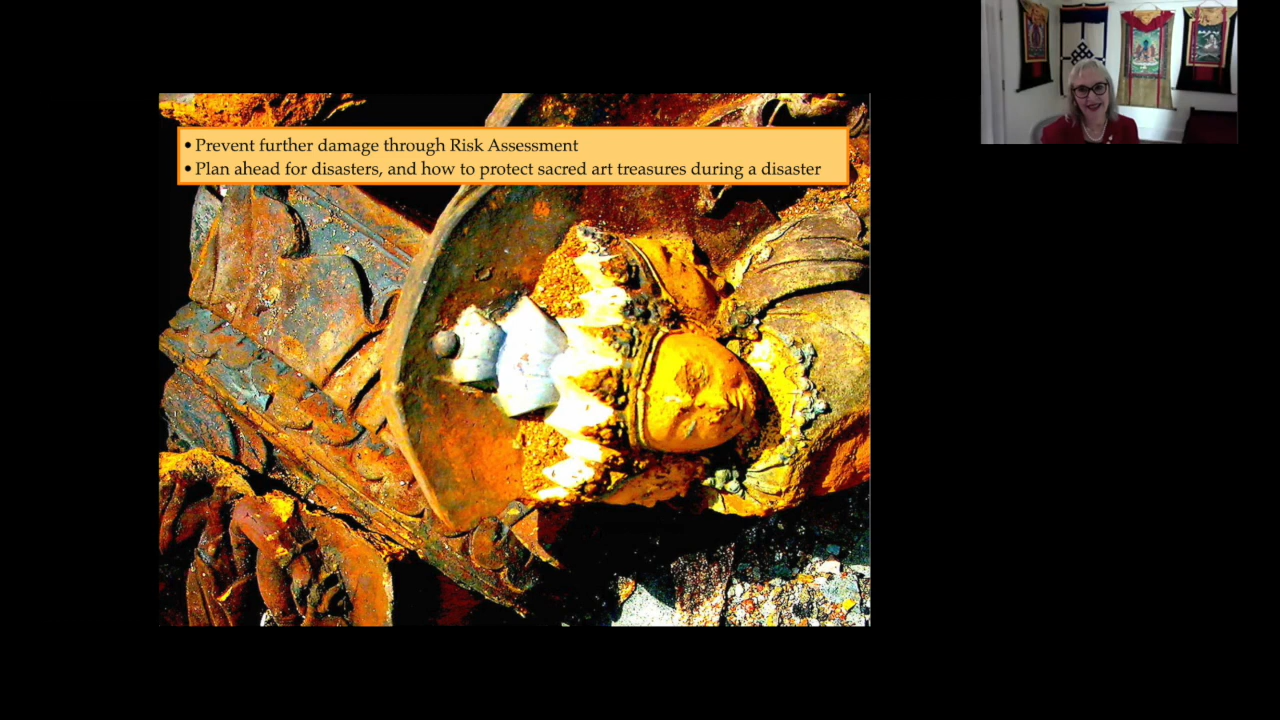 • Prevent further damage through Risk Assessment
• Plan ahead for disasters, and how to protect sacred art treasures during a disaster